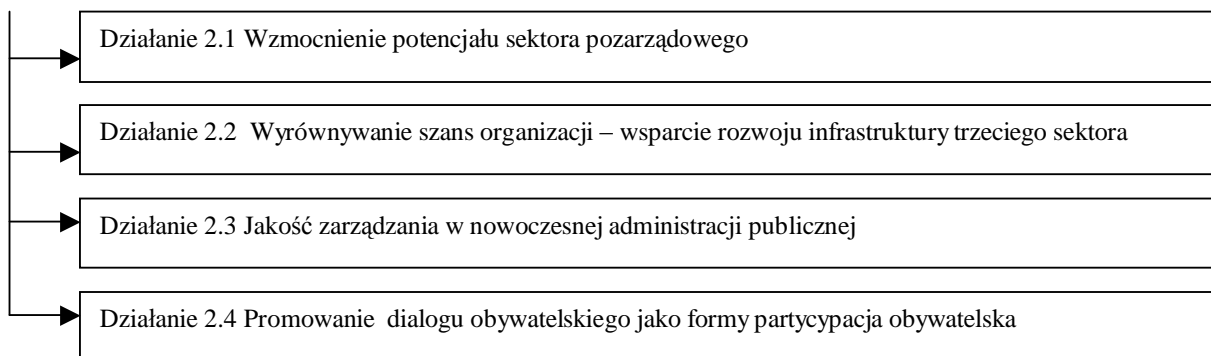 Działanie 2.1 Wzmocnienie potencjału sektora pozarządowego
Działanie 2.2 Wyrównywanie szans organizacji – wsparcie rozwoju infrastruktury trzeciego sektora
Działanie 2.3 Jakość zarządzania w nowoczesnej administracji publicznej
Działanie 2.4 Promowanie dialogu obywatelskiego jako formy partycypacja obywatelska